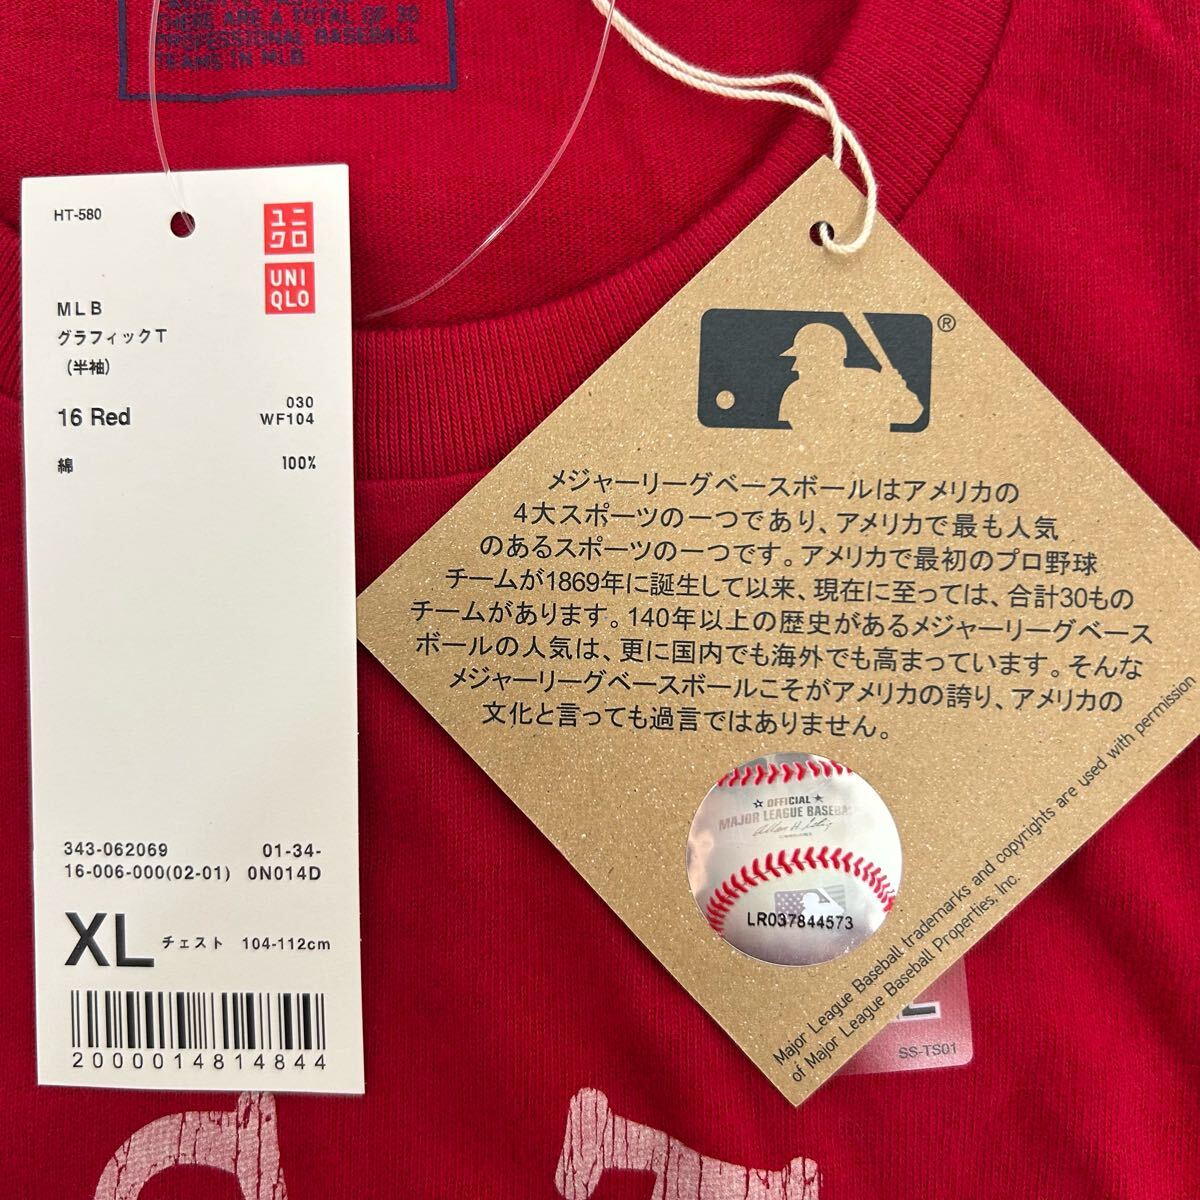 THERE ARE A TOTAL OF 30
PROFESSIONAL BASEBALL
TEAMS IN MLB.
HT-580
ユニ
クロ
UNI
QLO
MLB
グラフィックT
（半袖）
16 Red
030
WF104
綿 100%
343-062069 01-34-
16-006-000(02-01) 0N014D
XL チェスト 104-112cm
2000014814844
®
メジャーリーグベースボールはアメリカの
4大スポーツの一つであり、アメリカで最も人気
のあるスポーツの一つです。アメリカで最初のプロ野球
チームが1869年に誕生して以来、現在に至っては、合計30もの
チームがあります。140年以上の歴史があるメジャーリーグベース
ボールの人気は、更に国内でも海外でも高まっています。そんな
メジャーリーグベースボールこそがアメリカの誇り、アメリカの
文化と言っても過言ではありません。
OFFICIAL
MAJOR LEAGUE BASEBA
LR037844573
Major League Baseball trademarks and copyrights are used with permission
of Major League Baseball Properties, Inc.
SS-TS01